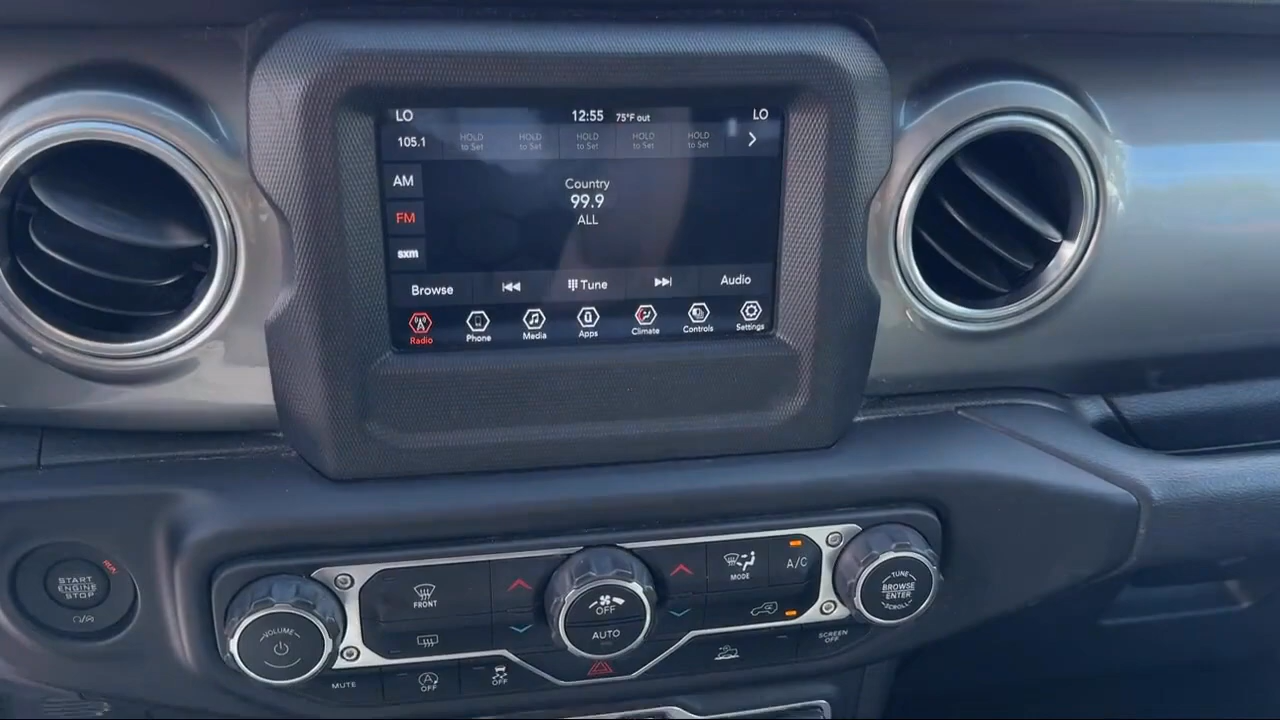 LO 12:55 75°F out LO
105.1 HOLD to Set HOLD to Set HOLD to Set HOLD to Set HOLD to Set
AM
Country
FM
99.9
ALL
sxm
Browse Tune Audio
Radio Phone Media Apps Climate Controls Settings
RUN
START
ENGINE
STOP
VOLUME
FRONT
OFF
AUTO
MODE
A/C
TUNE
BROWSE
ENTER
SCROLL
MUTE
A
OFF
OFF
SCREEN
OFF